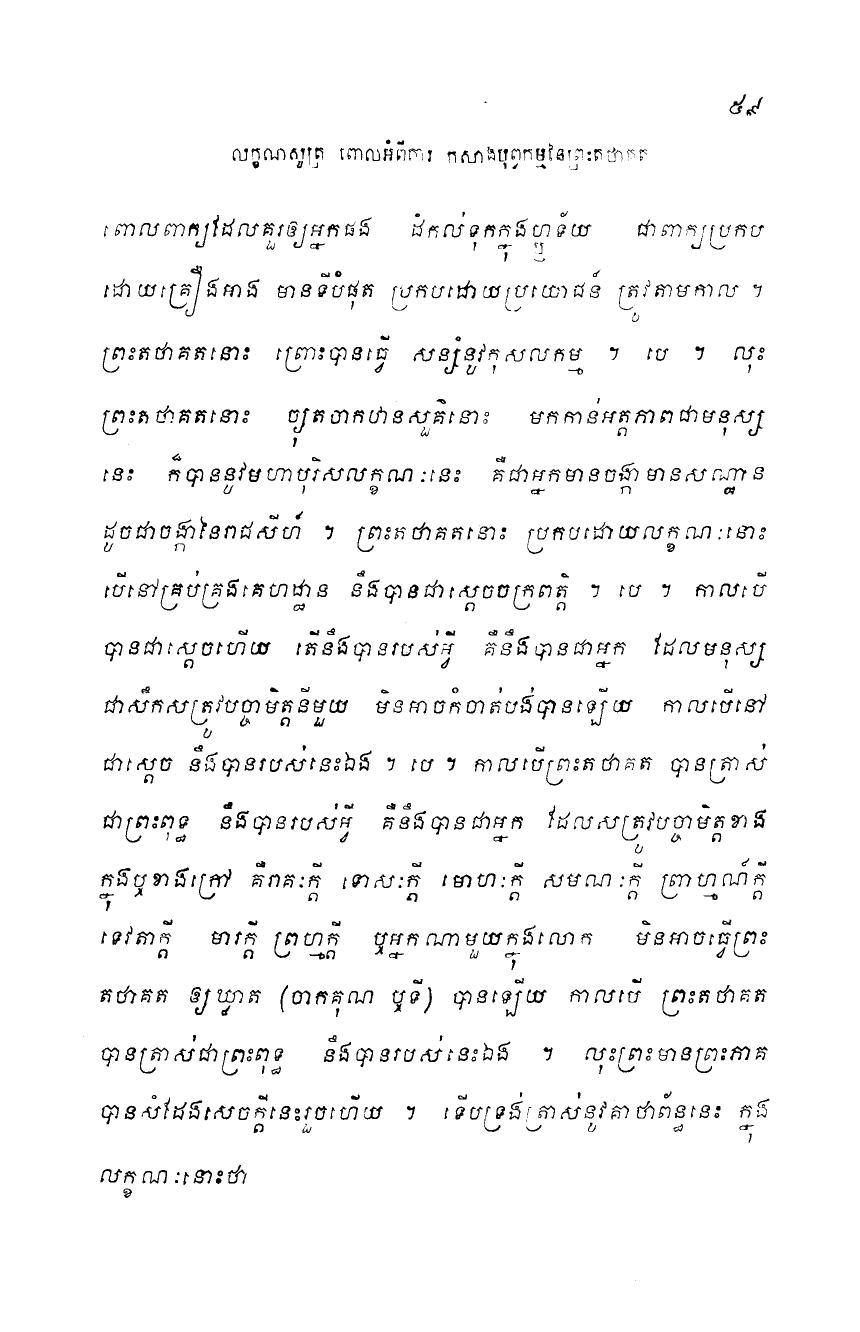 ៥៩
លក្ខណសូត្រ ពោលអំពីការ កសាងបុព្វកម្មនៃព្រះតថាគត
ពោលពាក្យដែលគួរឲ្យអ្នកផង ដំកល់ទុកក្នុងហ្ឫទ័យ ជាពាក្យប្រកប
ដោយគ្រឿងអាង មានទីបំផុត ប្រកបដោយប្រយោជន៍ ត្រូវតាមកាល ។
ព្រះតថាគតនោះ ព្រោះបានធ្វើ សន្សំនូវកុសលកម្ម ។ បេ ។ លុះ
ព្រះតថាគតនោះ ច្យុតចាកឋានសួគ៌នោះ មកកាន់អត្តភាពជាមនុស្ស
នេះ ក៏បាននូវមហាបុរិសលក្ខណៈនេះ គឺជាអ្នកមានចង្កា មានសណ្ឋាន
ដូចជាចង្កានៃរាជសីហ៍ ។ ព្រះតថាគតនោះ ប្រកបដោយលក្ខណៈនោះ
បើនៅគ្រប់គ្រងគេហដ្ឋាន នឹងបានជាស្តេចចក្រពត្តិ ។ បេ ។ កាលបើ
បានជាស្តេចហើយ តើនឹងបានរបស់អ្វី គឺនឹងបានជាអ្នក ដែលមនុស្ស
ជាសឹកសត្រូវបច្ចាមិត្តនីមួយ មិនអាចកំចាត់បង់បានឡើយ កាលបើនៅ
ជាស្តេច នឹងបានរបស់នេះឯង ។ បេ ។ កាលបើព្រះតថាគត បានត្រាស់
ជាព្រះពុទ្ធ នឹងបានរបស់អ្វី គឺនឹងបានជាអ្នក ដែលសត្រូវបច្ចាមិត្តខាង
ក្នុងឬខាងក្រៅ គឺរាគៈក្តី ទោសៈក្តី មោហៈក្តី សមណៈក្តី ព្រាហ្មណ៍ក្តី
ទេវតាក្តី មារក្តី ព្រហ្មក្តី ឬអ្នកណាមួយក្នុងលោក មិនអាចធ្វើព្រះ
តថាគត ឲ្យឃ្លាត (ចាកគុណ ឬទី) បានឡើយ កាលបើ ព្រះតថាគត
បានត្រាស់ជាព្រះពុទ្ធ នឹងបានរបស់នេះឯង ។ លុះព្រះមានព្រះភាគ
បានសំដែងសេចក្តីនេះរួចហើយ ។ ទើបទ្រង់ត្រាស់នូវគាថាព័ន្ធនេះ ក្នុង
លក្ខណៈនោះថា